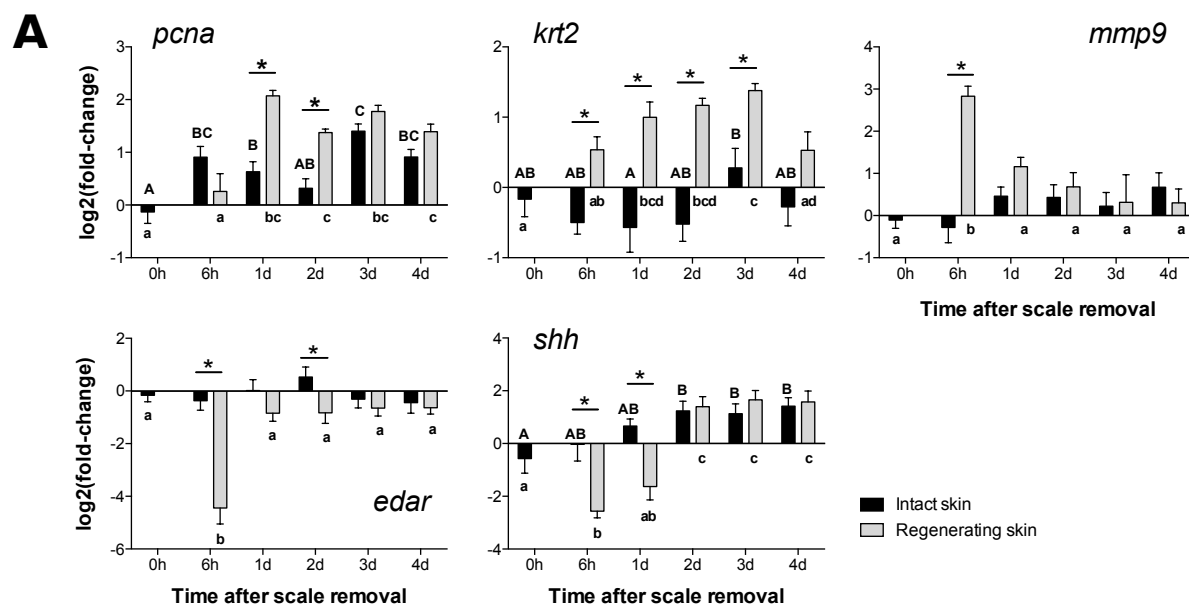 A
pcna
krt2
mmp9
log2(fold-change)
3
2
1
0
-1
A
a
BC
a
B
*
bc
AB
*
c
C
bc
BC
c
0h 6h 1d 2d 3d 4d
2
1
0
-1
AB
a
AB
*
ab
A
*
bcd
AB
*
bcd
B
*
c
AB
ad
0h 6h 1d 2d 3d 4d
4
3
2
1
0
-1
a
*
b
a
a
a
a
0h 6h 1d 2d 3d 4d
Time after scale removal
log2(fold-change)
2
0
-2
-4
-6
a
*
b
a
*
a
a
a
edar
0h 6h 1d 2d 3d 4d
Time after scale removal
shh
4
2
0
-2
-4
A
a
AB
*
b
AB
*
ab
B
c
B
c
B
c
0h 6h 1d 2d 3d 4d
Time after scale removal
Intact skin
Regenerating skin